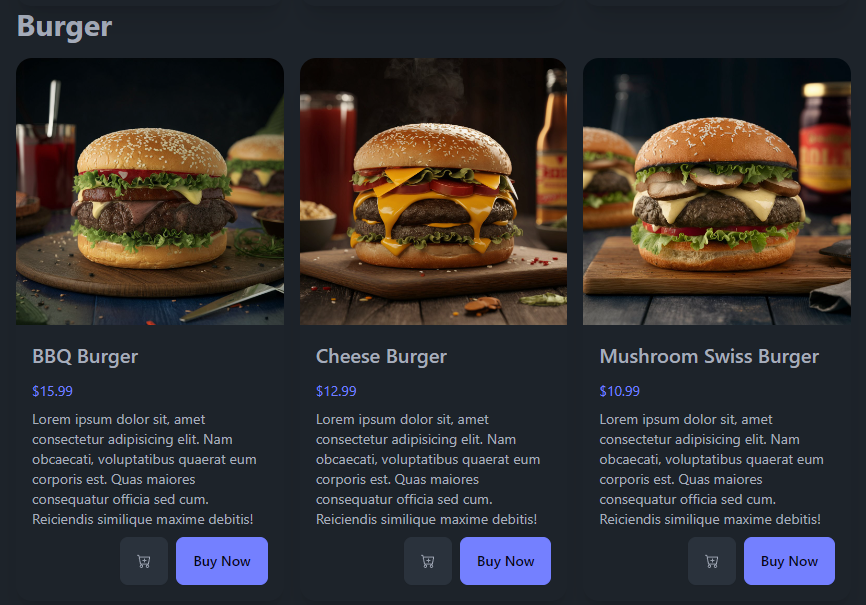 Burger
BBQ Burger
$15.99
Lorem ipsum dolor sit, amet
consectetur adipisicing elit. Nam
obcaecati, voluptatibus quaerat eum
corporis est. Quas maiores
consequatur officia sed cum.
Reiciendis similique maxime debitis!
Buy Now
Cheese Burger
$12.99
Lorem ipsum dolor sit, amet
consectetur adipisicing elit. Nam
obcaecati, voluptatibus quaerat eum
corporis est. Quas maiores
consequatur officia sed cum.
Reiciendis similique maxime debitis!
Buy Now
Mushroom Swiss Burger
$10.99
Lorem ipsum dolor sit, amet
consectetur adipisicing elit. Nam
obcaecati, voluptatibus quaerat eum
corporis est. Quas maiores
consequatur officia sed cum.
Reiciendis similique maxime debitis!
Buy Now